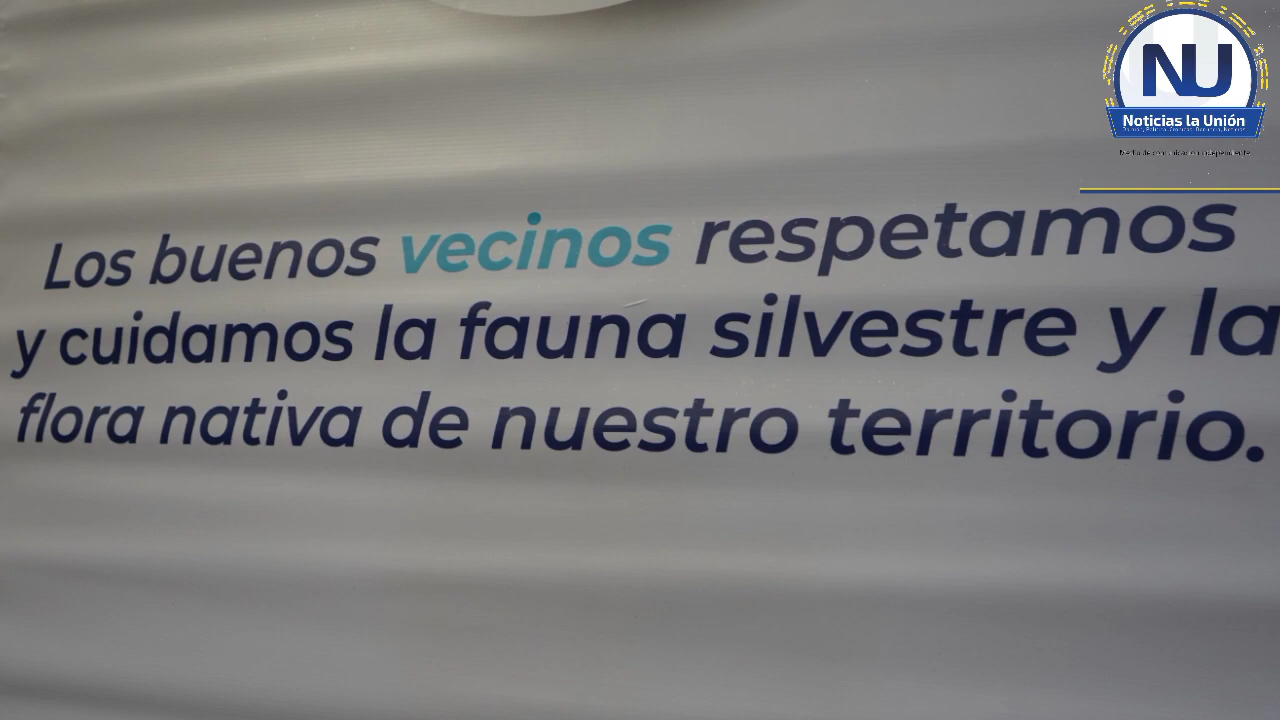 NU
Noticias la Unión
Los buenos vecinos respetamos
y cuidamos la fauna silvestre y la
flora nativa de nuestro territorio.